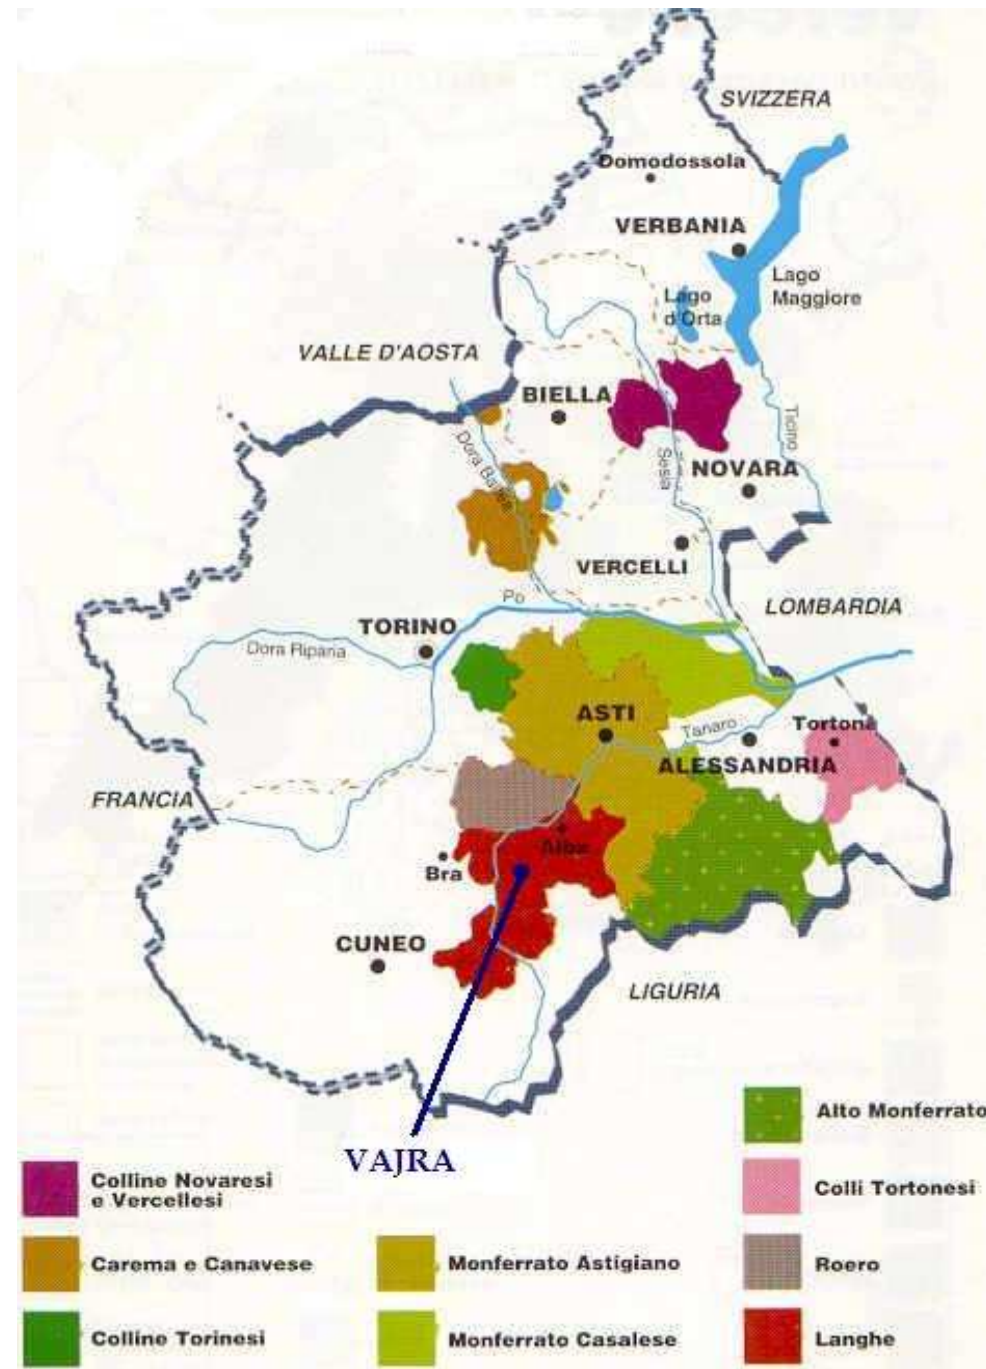 SVIZZERA
Domodossola
VERBANIA
Lago
Maggiore
Lago
d'Orta
VALLE D'AOSTA
BIELLA
Ticino
Dora Baltea
Sesia
NOVARA
VERCELLI
Po
LOMBARDIA
TORINO
Dora Riparia
ASTI
Tanaro
Tortona
ALESSANDRIA
FRANCIA
Alba
Bra
CUNEO
LIGURIA
VAJRA
Alto Monferrato
Colline Novaresi
e Vercellesi
Colli Tortonesi
Carema e Canavese
Monferrato Astigiano
Roero
Colline Torinesi
Monferrato Casalese
Langhe